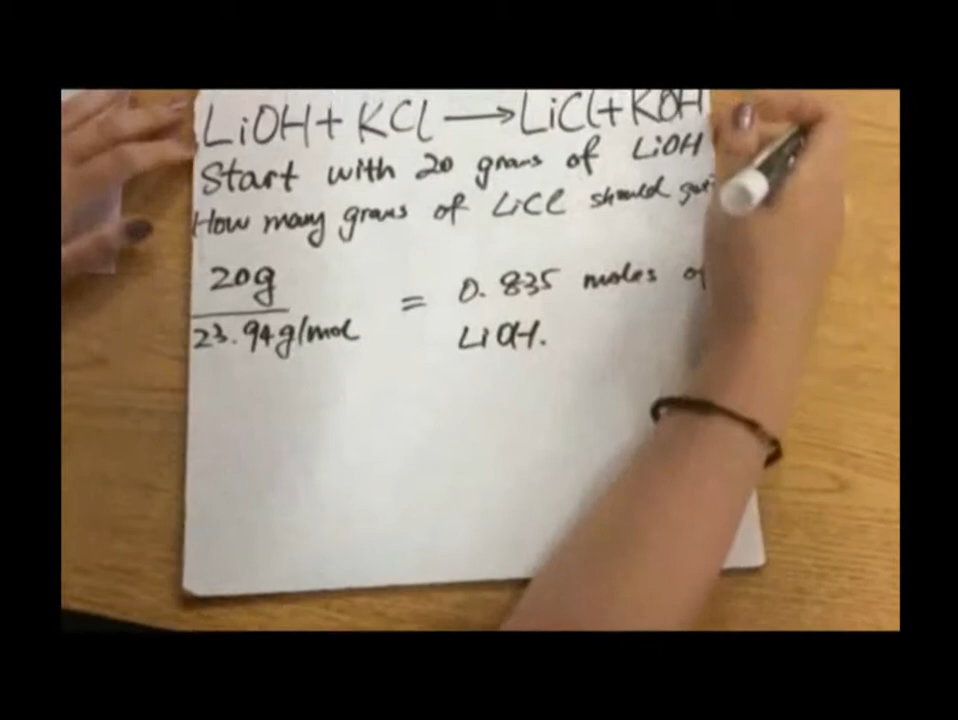 LiOH + KCl → LiCl + KOH
Start with 20 grams of LiOH
How many grams of LiCl should
20g = 0.835 moles of
23.94g/mol LiOH.